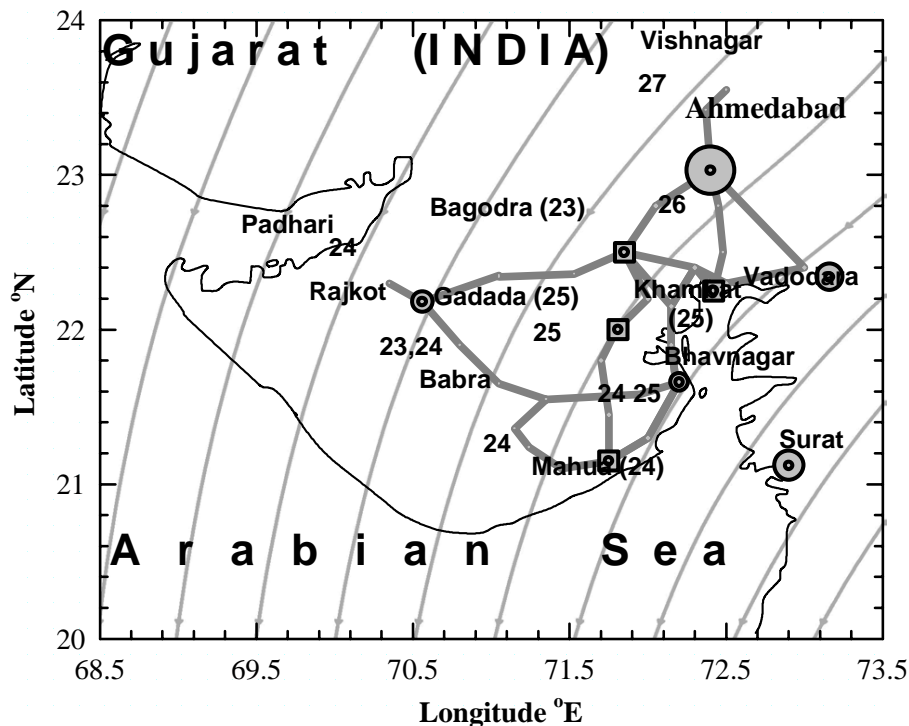 24
Gujarat (INDIA)
Vishnagar
27
Ahmedabad
23
Bagodra (23)
26
Padhari
24
Rajkot
Gadada (25)
Khambat
(25)
Vadodara
22
25
23,24
Bhavnagar
Babra
24 25
24
Mahua (24)
Surat
21
Arabian Sea
20
68.5 69.5 70.5 71.5 72.5 73.5
Latitude °N
Longitude °E